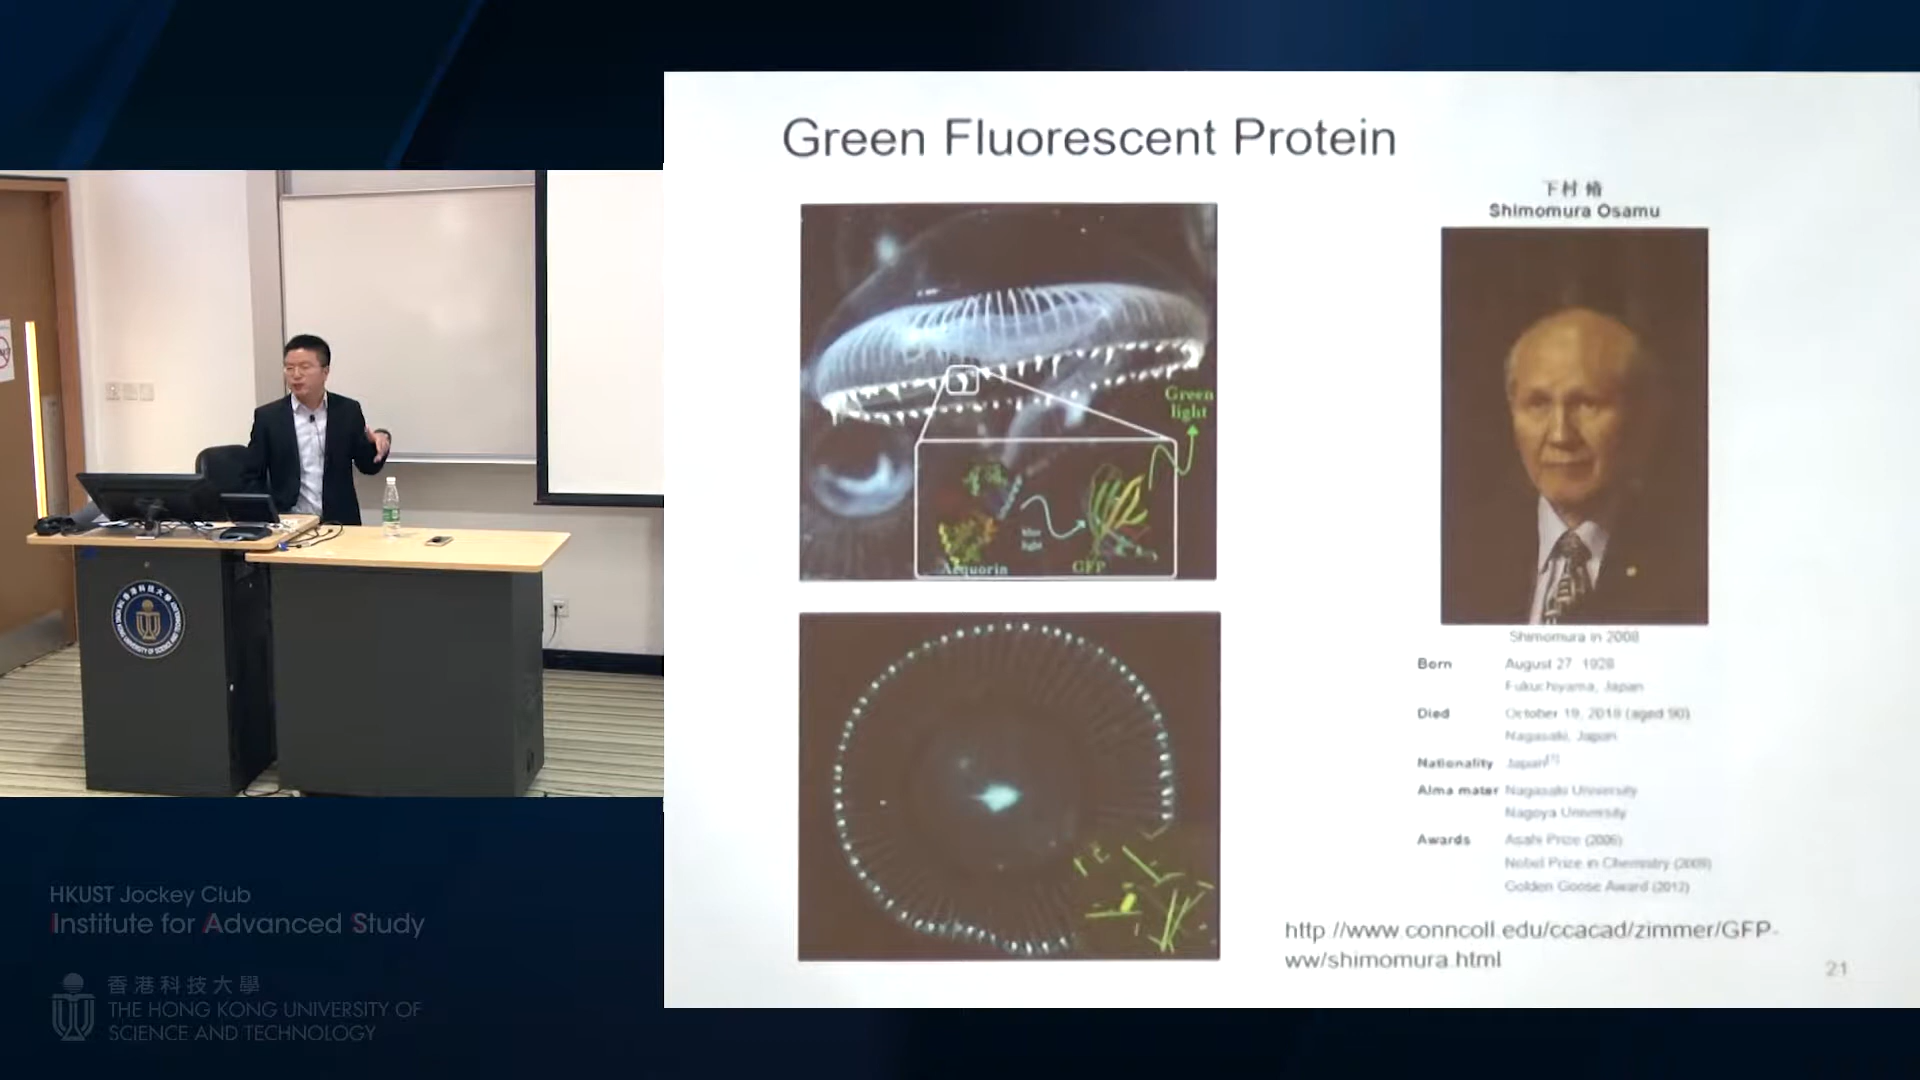 Green Fluorescent Protein
下村 脩
Shimomura Osamu
Green
light
blue
light
Aequorin
GFP
Shimomura in 2008
Born August 27, 1928
Fukuchiyama, Japan
Died October 19, 2018 (aged 90)
Nagasaki, Japan
Nationality Japan[1]
Alma mater Nagasaki University
Nagoya University
Awards Asahi Prize (2006)
Nobel Prize in Chemistry (2008)
Golden Goose Award (2012)
http://www.conncoll.edu/ccacad/zimmer/GFP-
ww/shimomura.html
21
HKUST Jockey Club
Institute for Advanced Study
香港科技大學
THE HONG KONG UNIVERSITY OF
SCIENCE AND TECHNOLOGY